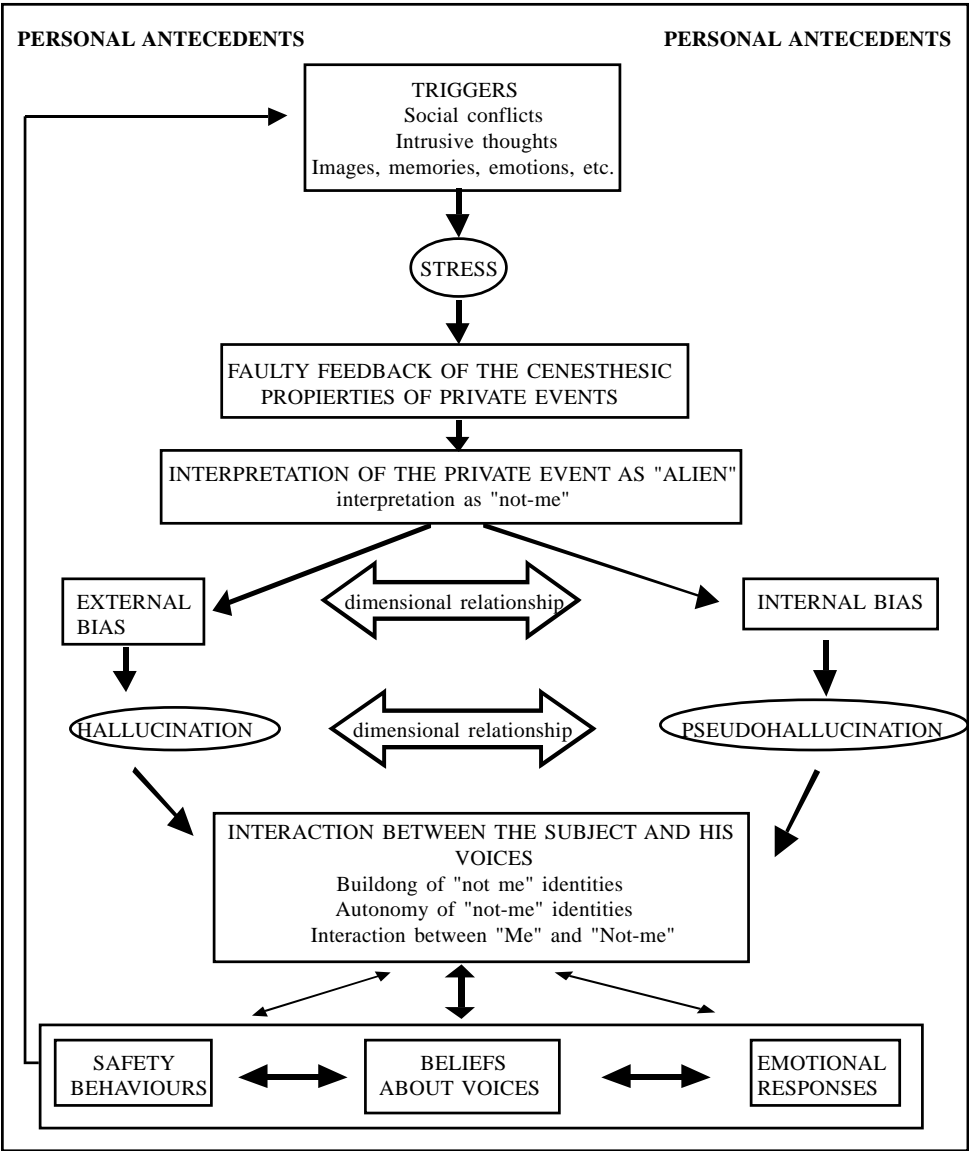 PERSONAL ANTECEDENTS
PERSONAL ANTECEDENTS
TRIGGERS
Social conflicts
Intrusive thoughts
Images, memories, emotions, etc.
STRESS
FAULTY FEEDBACK OF THE CENESTHESIC
PROPIERTIES OF PRIVATE EVENTS
INTERPRETATION OF THE PRIVATE EVENT AS "ALIEN"
interpretation as "not-me"
EXTERNAL
BIAS
dimensional relationship
INTERNAL BIAS
HALLUCINATION
dimensional relationship
PSEUDOHALLUCINATION
INTERACTION BETWEEN THE SUBJECT AND HIS
VOICES
Buildong of "not me" identities
Autonomy of "not-me" identities
Interaction between "Me" and "Not-me"
SAFETY
BEHAVIOURS
BELIEFS
ABOUT VOICES
EMOTIONAL
RESPONSES